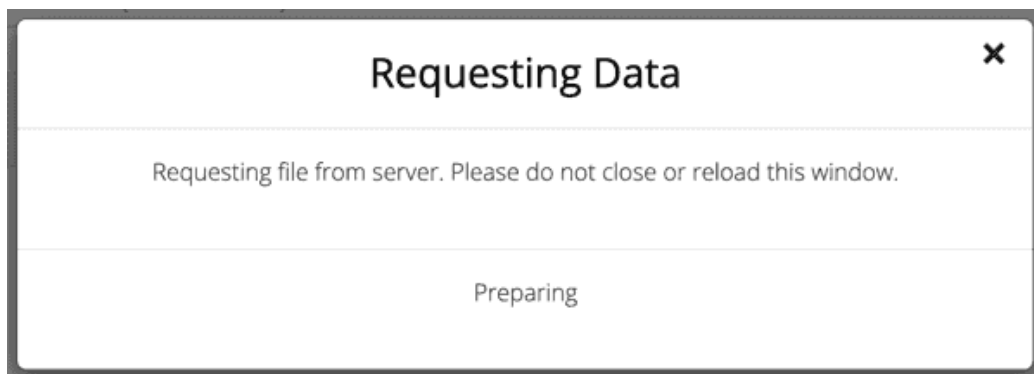 Requesting Data
Requesting file from server. Please do not close or reload this window.
Preparing